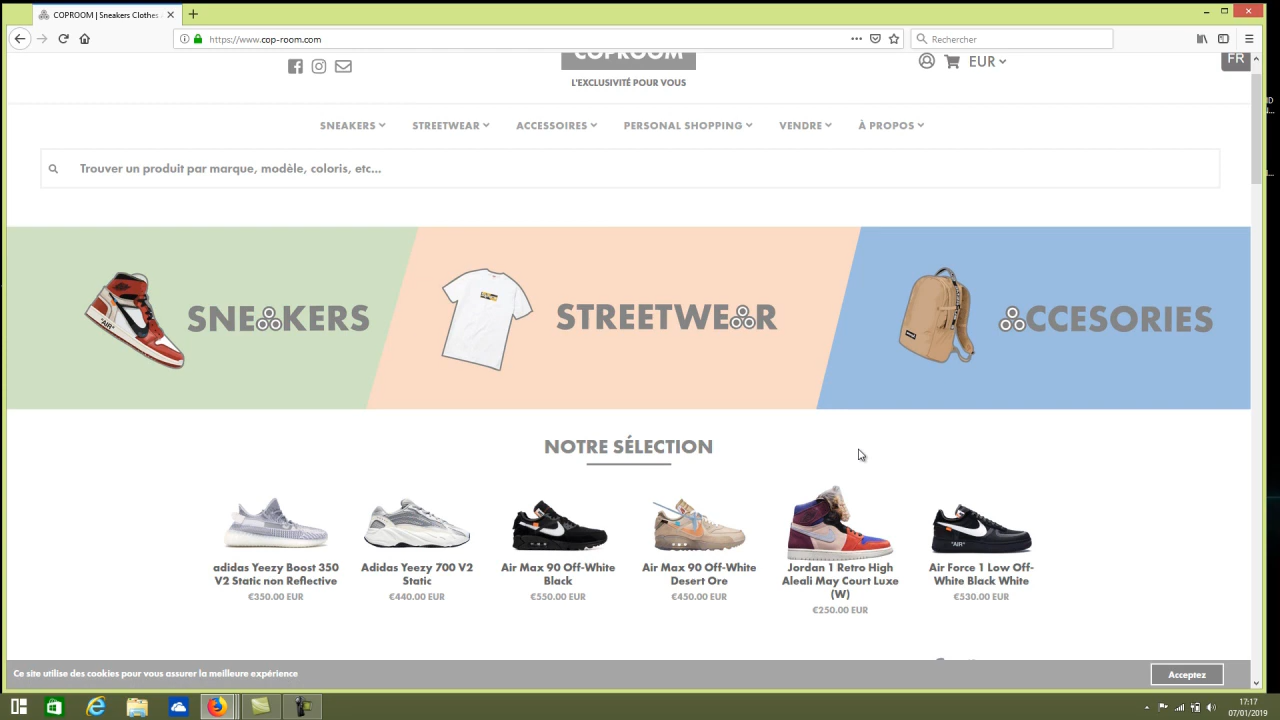 COPROOM | Sneakers Clothes
https://www.cop-room.com
Rechercher
COPROOM
L'EXCLUSIVITÉ POUR VOUS
EUR
FR
SNEAKERS STREETWEAR ACCESSOIRES PERSONAL SHOPPING VENDRE À PROPOS
Trouver un produit par marque, modèle, coloris, etc...
SNEAKERS
STREETWEAR
ACCESORIES
"AIR"
NOTRE SÉLECTION
"AIR"
adidas Yeezy Boost 350
V2 Static non Reflective
€350.00 EUR
Adidas Yeezy 700 V2
Static
€440.00 EUR
Air Max 90 Off-White
Black
€550.00 EUR
Air Max 90 Off-White
Desert Ore
€450.00 EUR
Jordan 1 Retro High
Aleali May Court Luxe
(W)
€250.00 EUR
Air Force 1 Low Off-
White Black White
€530.00 EUR
Ce site utilise des cookies pour vous assurer la meilleure expérience
Acceptez
17:17
07/01/2019